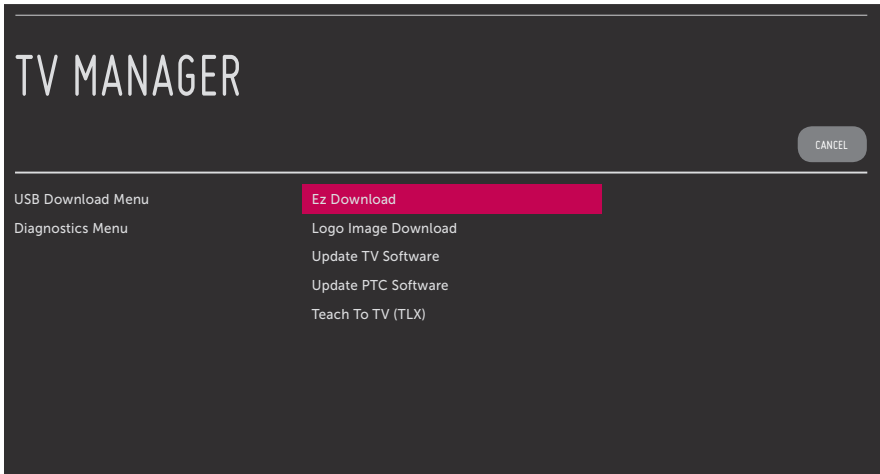 TV MANAGER
CANCEL
USB Download Menu
Diagnostics Menu
Ez Download
Logo Image Download
Update TV Software
Update PTC Software
Teach To TV (TLX)